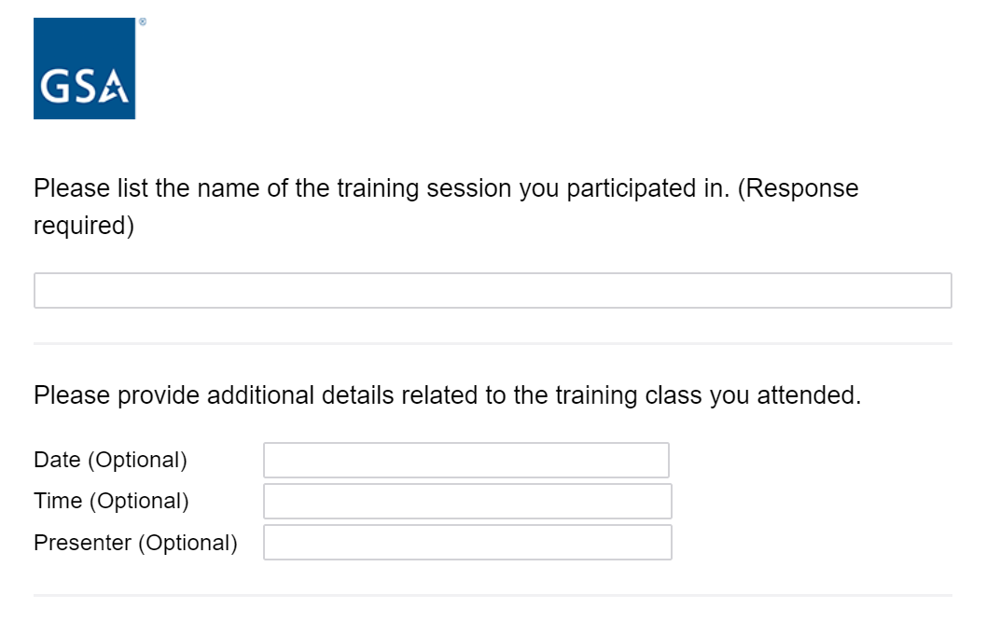 ®
GSA
Please list the name of the training session you participated in. (Response
required)
Please provide additional details related to the training class you attended.
Date (Optional)
Time (Optional)
Presenter (Optional)